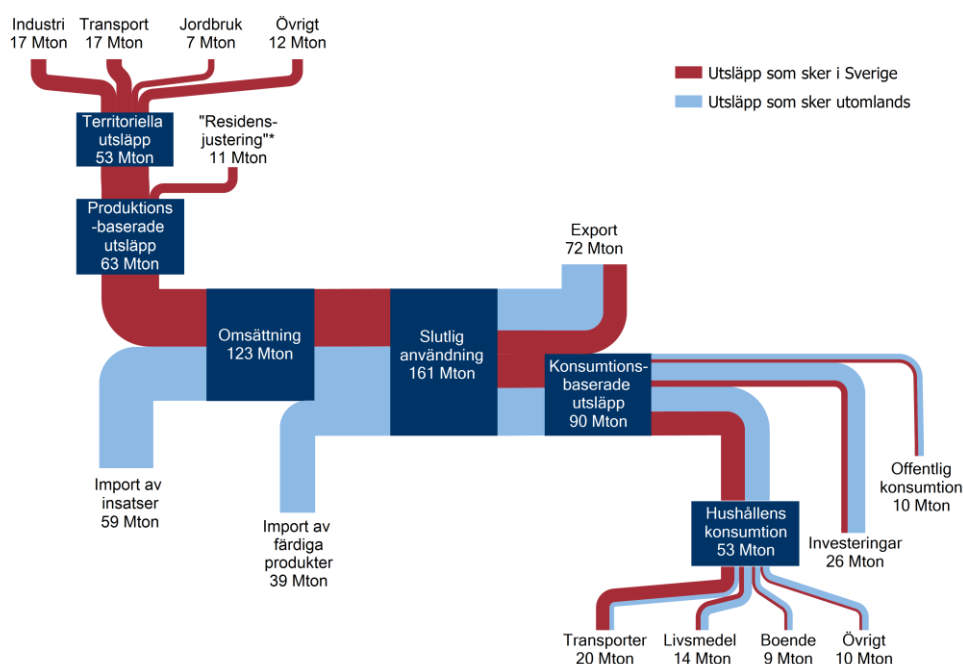 Industri
17 Mton
Transport
17 Mton
Jordbruk
7 Mton
Övrigt
12 Mton
Utsläpp som sker i Sverige
Utsläpp som sker utomlands
Territoriella
utsläpp
53 Mton
"Residens-
justering"*
11 Mton
Produktions
-baserade
utsläpp
63 Mton
Export
72 Mton
Omsättning
123 Mton
Slutlig
användning
161 Mton
Konsumtions-
baserade
utsläpp
90 Mton
Import av
insatser
59 Mton
Import av
färdiga
produkter
39 Mton
Offentlig
konsumtion
10 Mton
Hushållens
konsumtion
53 Mton
Investeringar
26 Mton
Transporter
20 Mton
Livsmedel
14 Mton
Boende
9 Mton
Övrigt
10 Mton